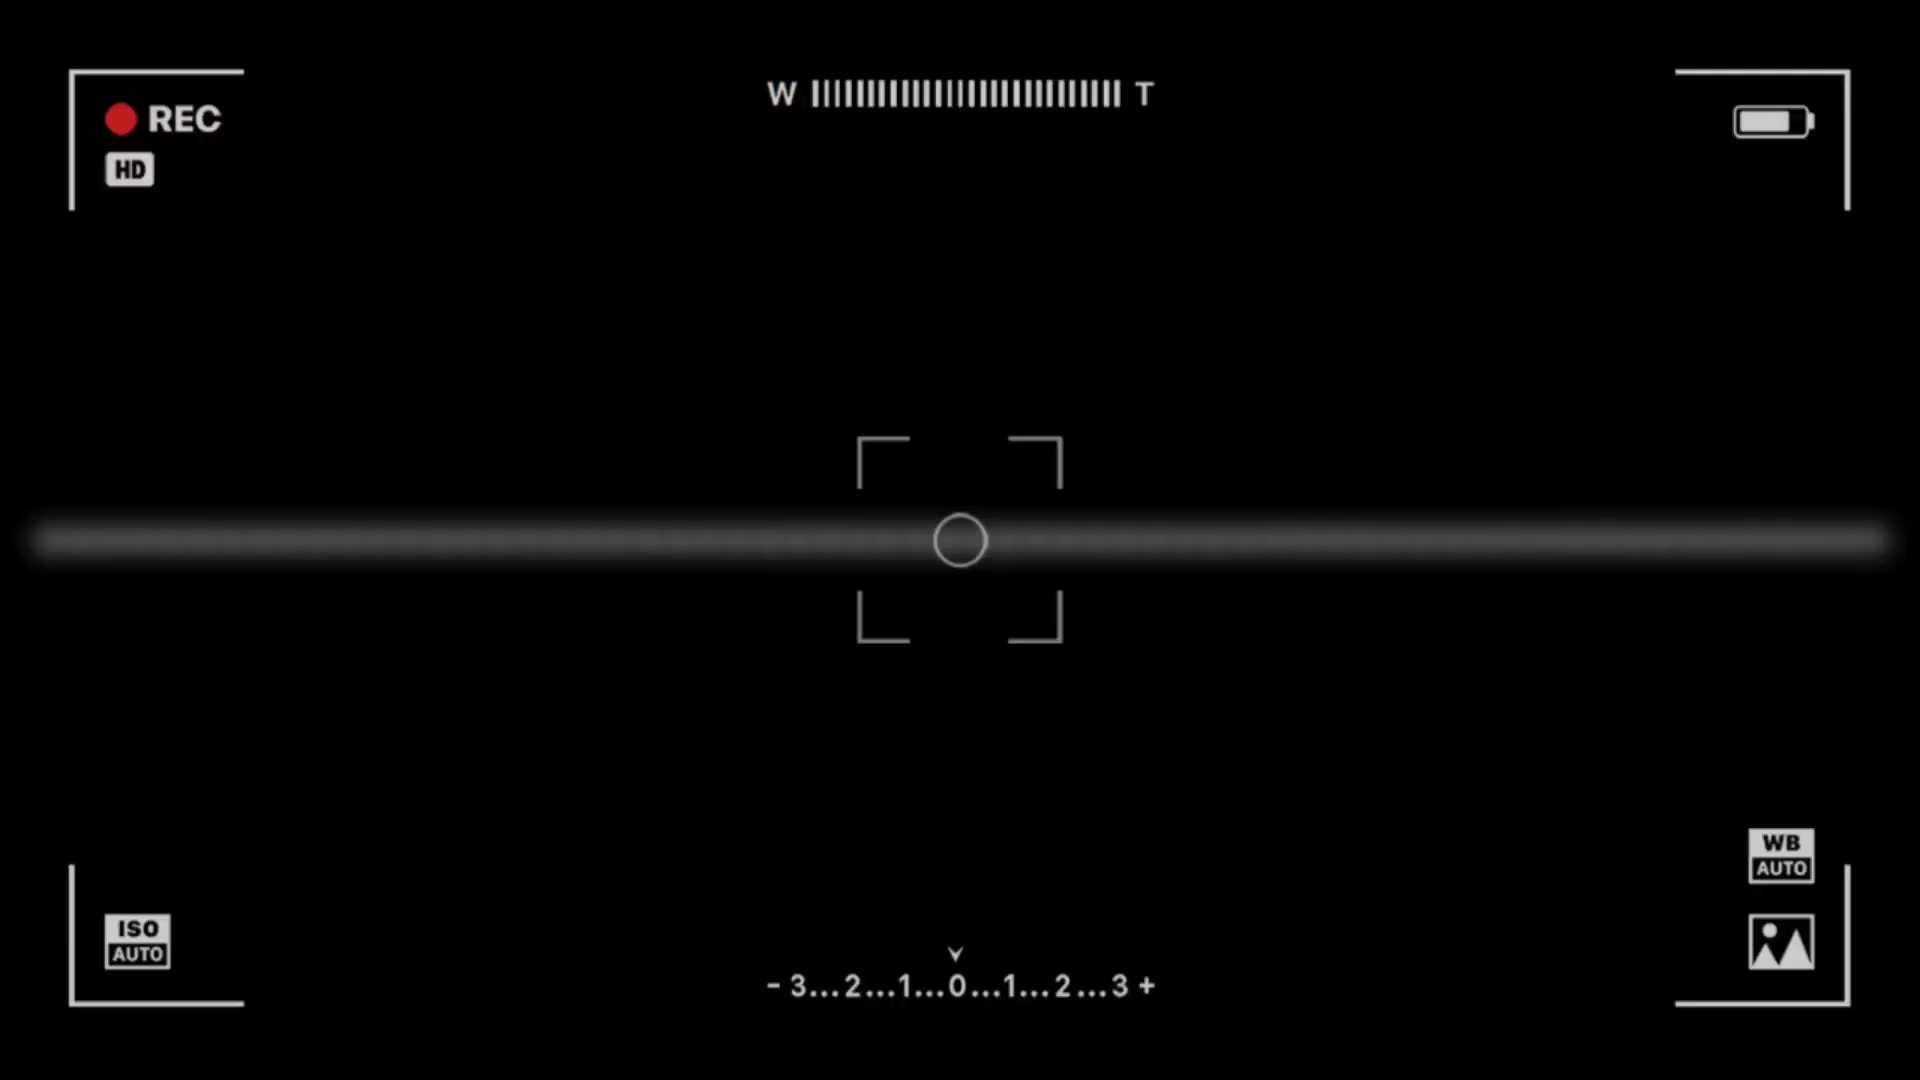 W T
REC
HD
WB
AUTO
ISO
AUTO
- 3...2...1...0...1...2...3 +